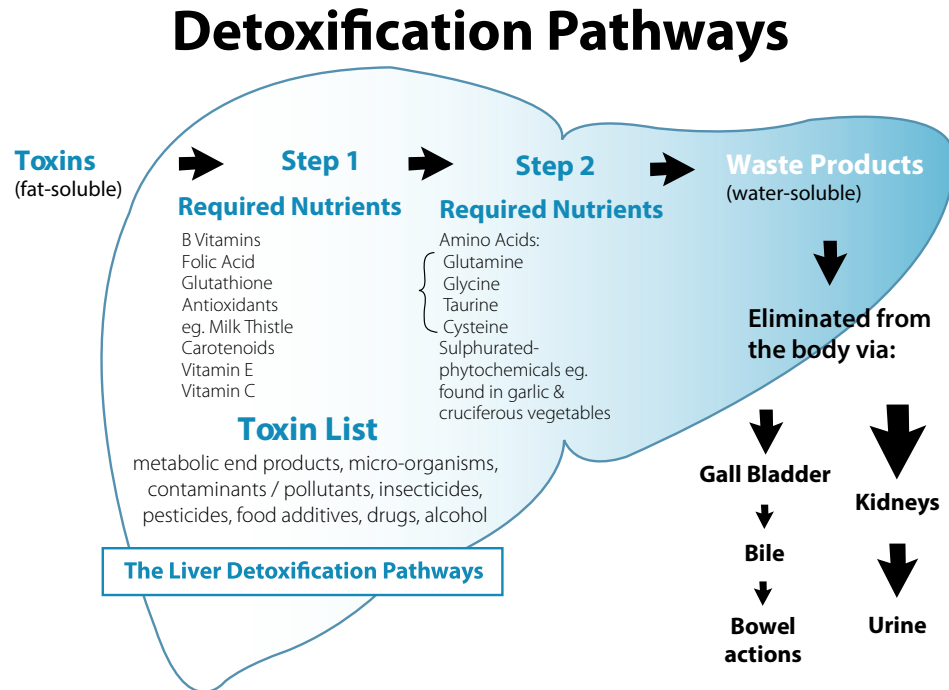 Detoxification Pathways
Toxins
(fat-soluble)
Step 1
Required Nutrients
B Vitamins
Folic Acid
Glutathione
Antioxidants
eg. Milk Thistle
Carotenoids
Vitamin E
Vitamin C
Step 2
Required Nutrients
Amino Acids:
Glutamine
Glycine
Taurine
Cysteine
Sulphurated-
phytochemicals eg.
found in garlic &
cruciferous vegetables
Waste Products
(water-soluble)
Eliminated from
the body via:
Gall Bladder
Bile
Bowel
actions
Kidneys
Urine
Toxin List
metabolic end products, micro-organisms,
contaminants / pollutants, insecticides,
pesticides, food additives, drugs, alcohol
The Liver Detoxification Pathways